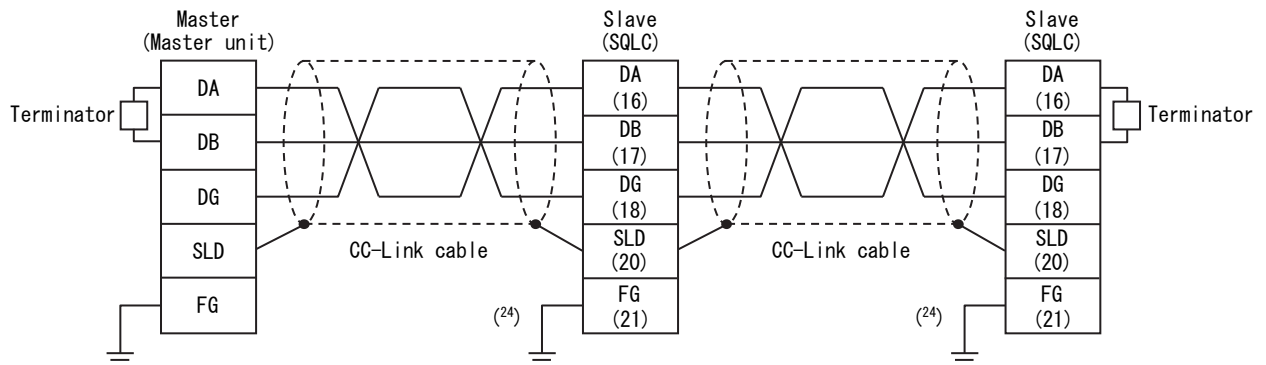 Master
(Master unit)
Slave
(SQLC)
Slave
(SQLC)
Terminator
DA
DB
DG
SLD
FG
CC-Link cable
DA
(16)
DB
(17)
DG
(18)
SLD
(20)
FG
(21)
(24)
CC-Link cable
DA
(16)
DB
(17)
DG
(18)
SLD
(20)
FG
(21)
(24)
Terminator